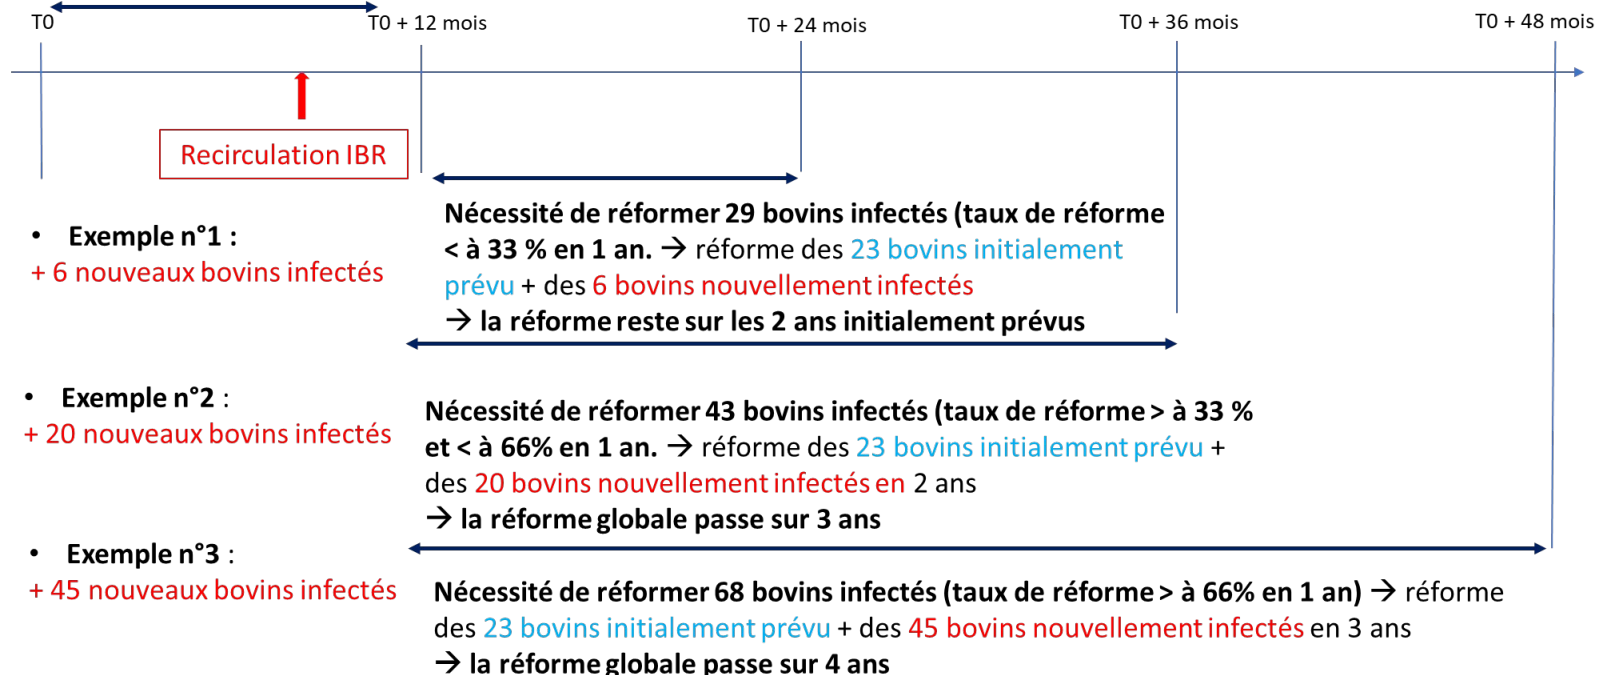 T0
T0 + 12 mois
T0 + 24 mois
T0 + 36 mois
T0 + 48 mois
Recirculation IBR
• Exemple n°1 :
+ 6 nouveaux bovins infectés
Nécessité de réformer 29 bovins infectés (taux de réforme
< à 33 % en 1 an. → réforme des 23 bovins initialement
prévu + des 6 bovins nouvellement infectés
→ la réforme reste sur les 2 ans initialement prévus
• Exemple n°2 :
+ 20 nouveaux bovins infectés
Nécessité de réformer 43 bovins infectés (taux de réforme > à 33 %
et < à 66% en 1 an. → réforme des 23 bovins initialement prévu +
des 20 bovins nouvellement infectés en 2 ans
→ la réforme globale passe sur 3 ans
• Exemple n°3 :
+ 45 nouveaux bovins infectés
Nécessité de réformer 68 bovins infectés (taux de réforme > à 66% en 1 an) → réforme
des 23 bovins initialement prévu + des 45 bovins nouvellement infectés en 3 ans
→ la réforme globale passe sur 4 ans